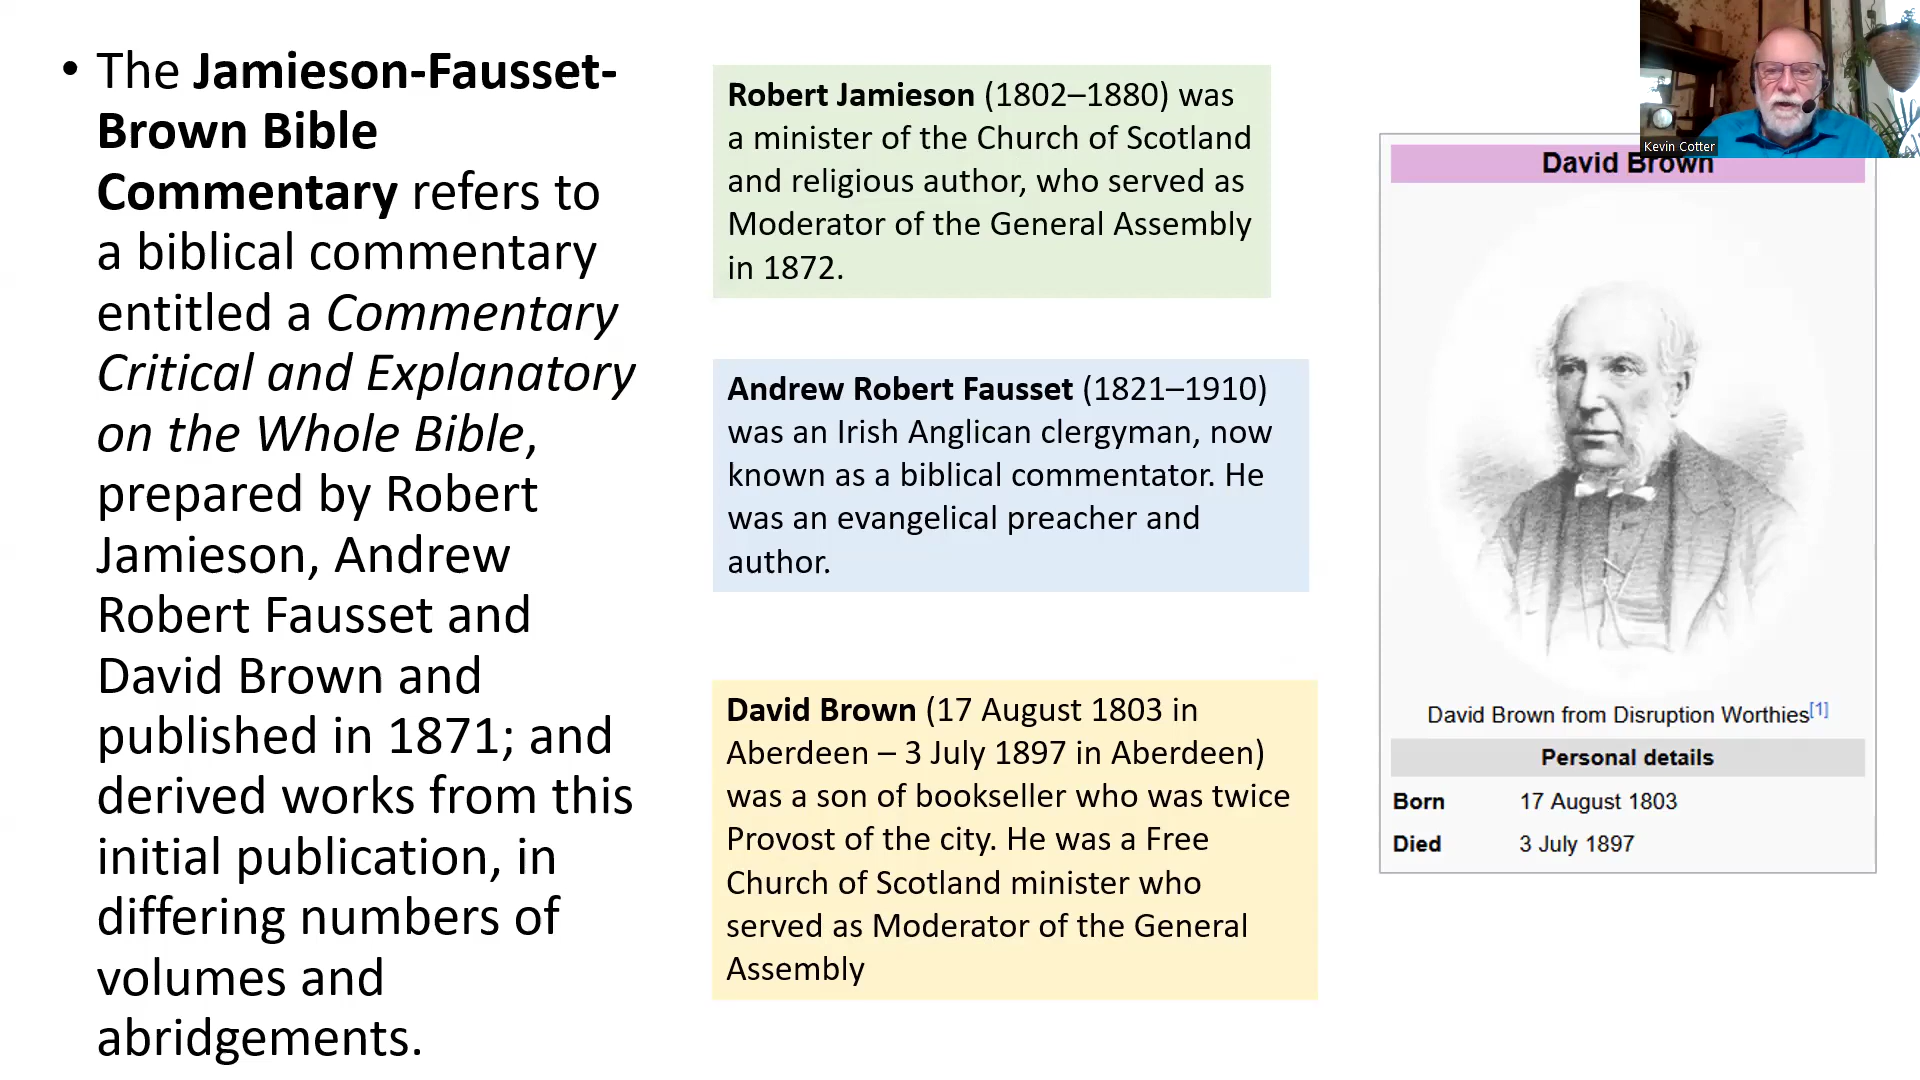 • The Jamieson-Fausset-
Brown Bible
Commentary refers to
a biblical commentary
entitled a Commentary
Critical and Explanatory
on the Whole Bible,
prepared by Robert
Jamieson, Andrew
Robert Fausset and
David Brown and
published in 1871; and
derived works from this
initial publication, in
differing numbers of
volumes and
abridgements.
Robert Jamieson (1802–1880) was
a minister of the Church of Scotland
and religious author, who served as
Moderator of the General Assembly
in 1872.
Andrew Robert Fausset (1821–1910)
was an Irish Anglican clergyman, now
known as a biblical commentator. He
was an evangelical preacher and
author.
David Brown (17 August 1803 in
Aberdeen – 3 July 1897 in Aberdeen)
was a son of bookseller who was twice
Provost of the city. He was a Free
Church of Scotland minister who
served as Moderator of the General
Assembly
Kevin Cotter
David Brown
David Brown from Disruption Worthies[1]
Personal details
Born 17 August 1803
Died 3 July 1897